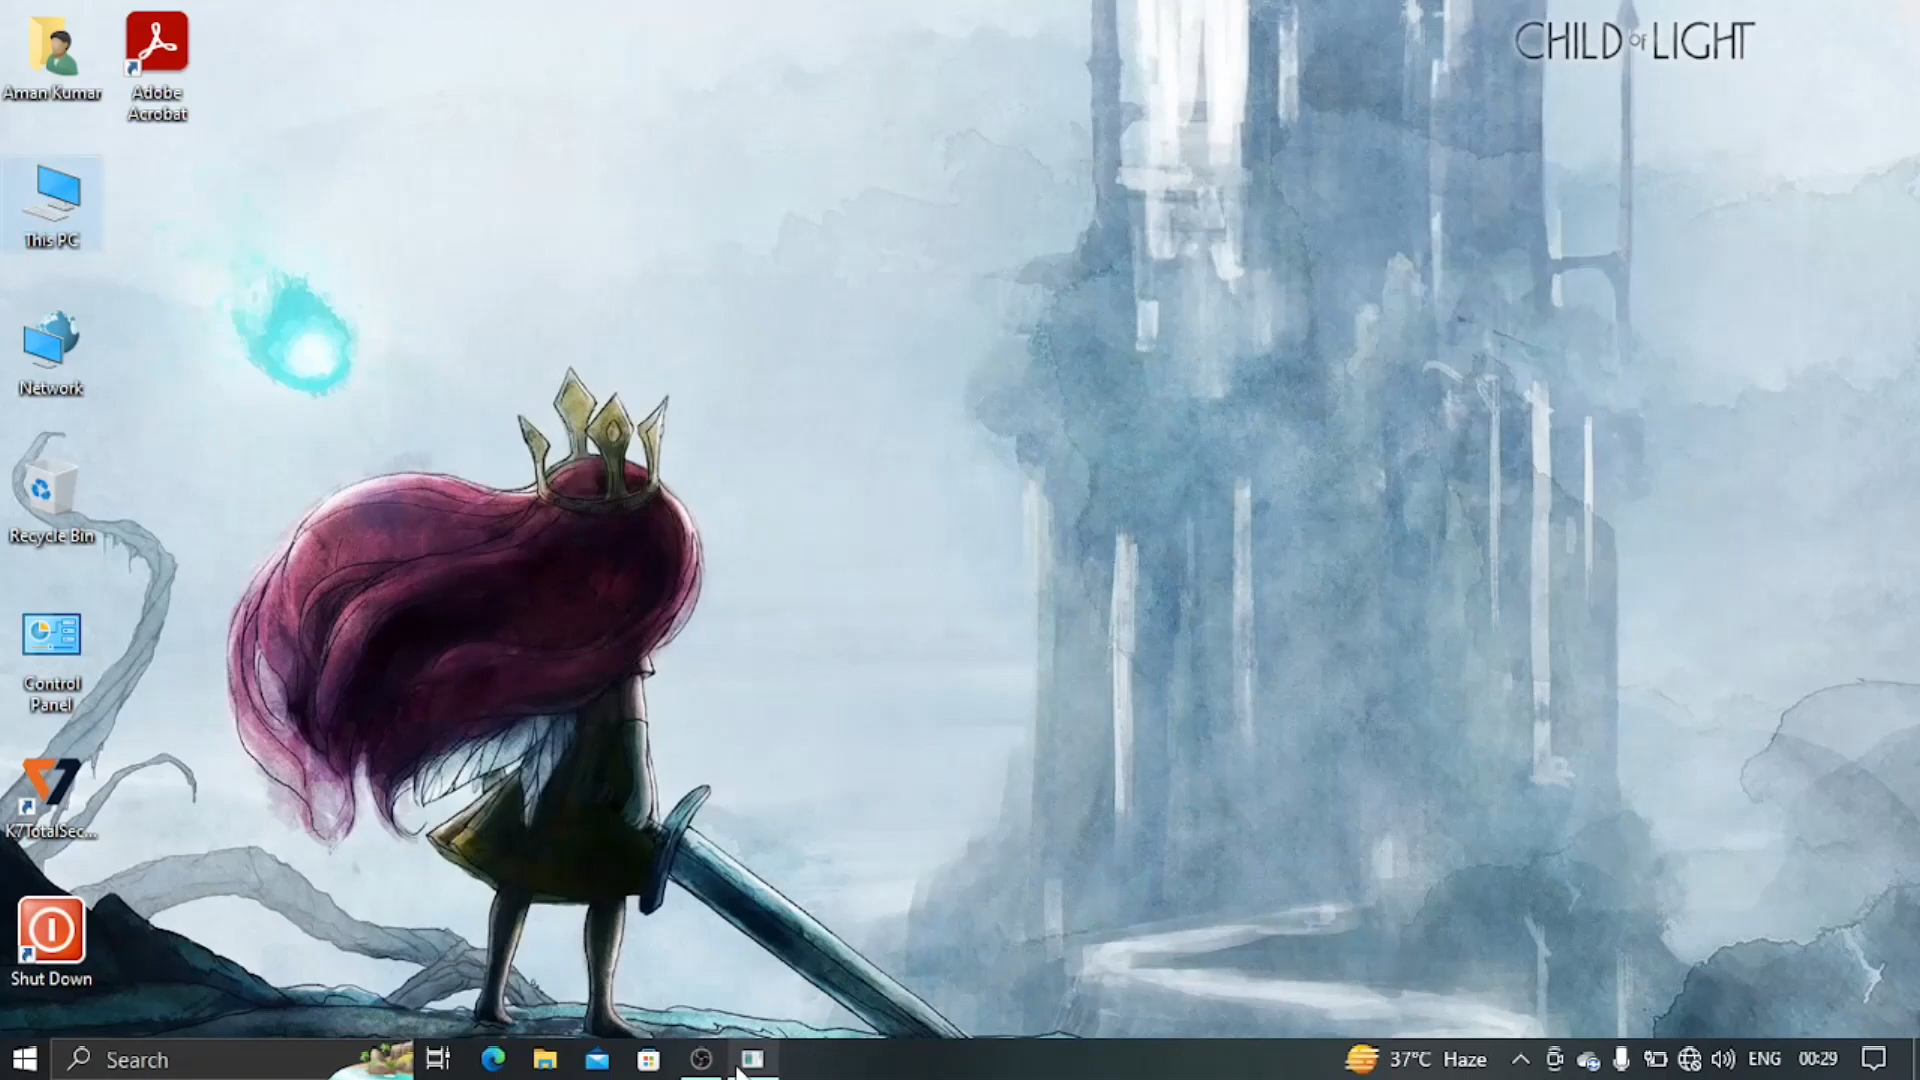 CHILD OF LIGHT
Aman Kumar
Adobe
Acrobat
This PC
Network
Recycle Bin
Control
Panel
K7TotalSec...
Shut Down
Search
37°C Haze
ENG
00:29